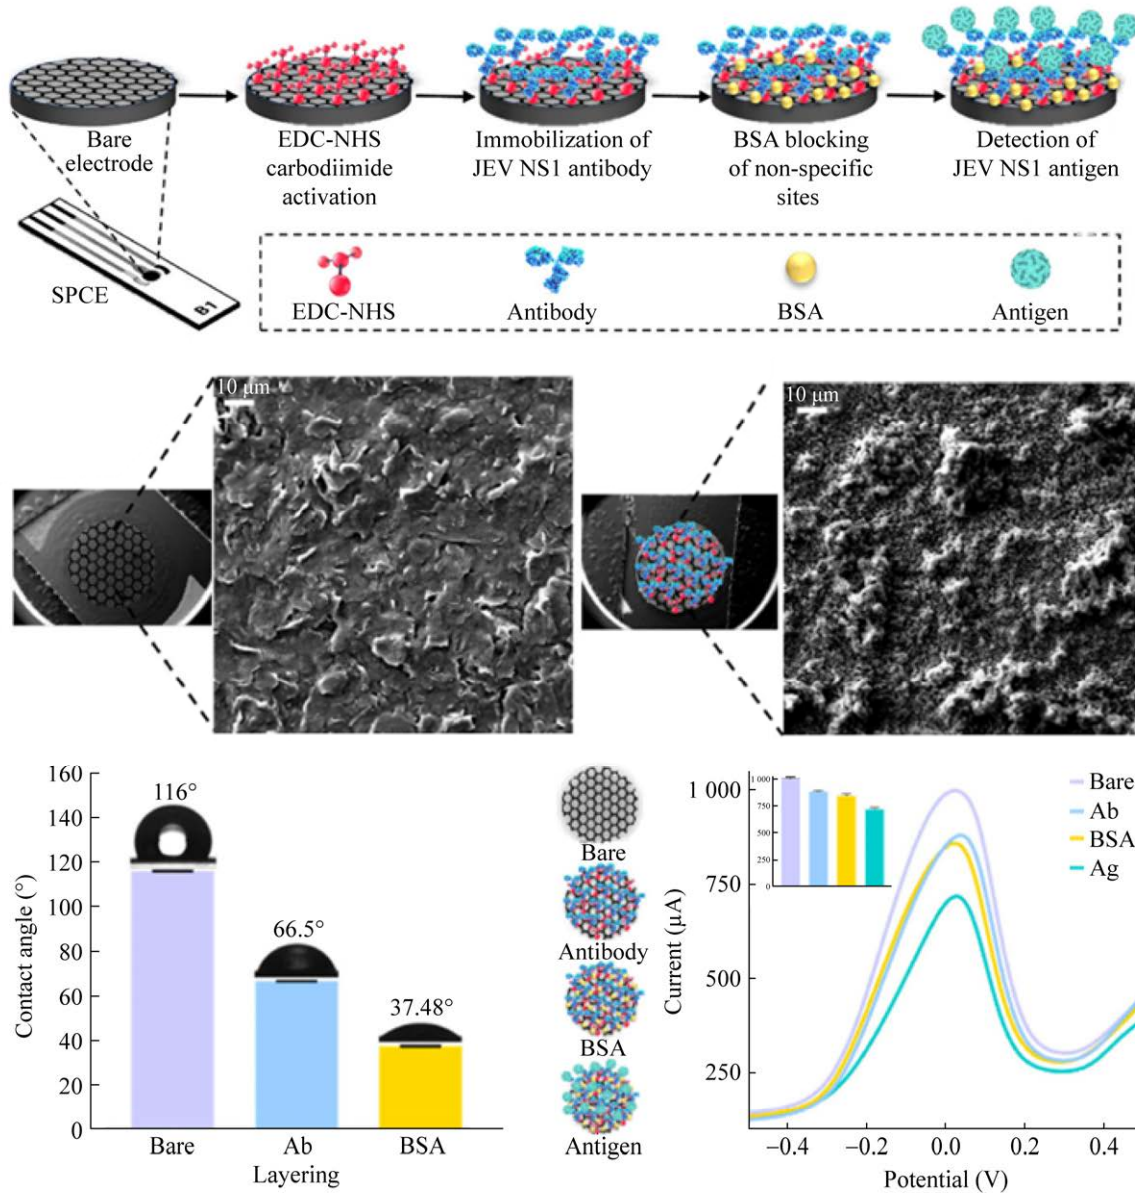 Bare
electrode
EDC-NHS
carbodiimide
activation
Immobilization of
JEV NS1 antibody
BSA blocking
of non-specific
sites
Detection of
JEV NS1 antigen
SPCE
B1
EDC-NHS
Antibody
BSA
Antigen
10 μm
10 μm
Contact angle (°)
160
140
120
100
80
60
40
20
0
116°
66.5°
37.48°
Bare
Ab
BSA
Layering
Bare
Antibody
BSA
Antigen
Current (μA)
1 000
750
500
250
1 000
750
500
250
0
Bare
Ab
BSA
Ag
−0.4
−0.2
0.0
0.2
0.4
Potential (V)